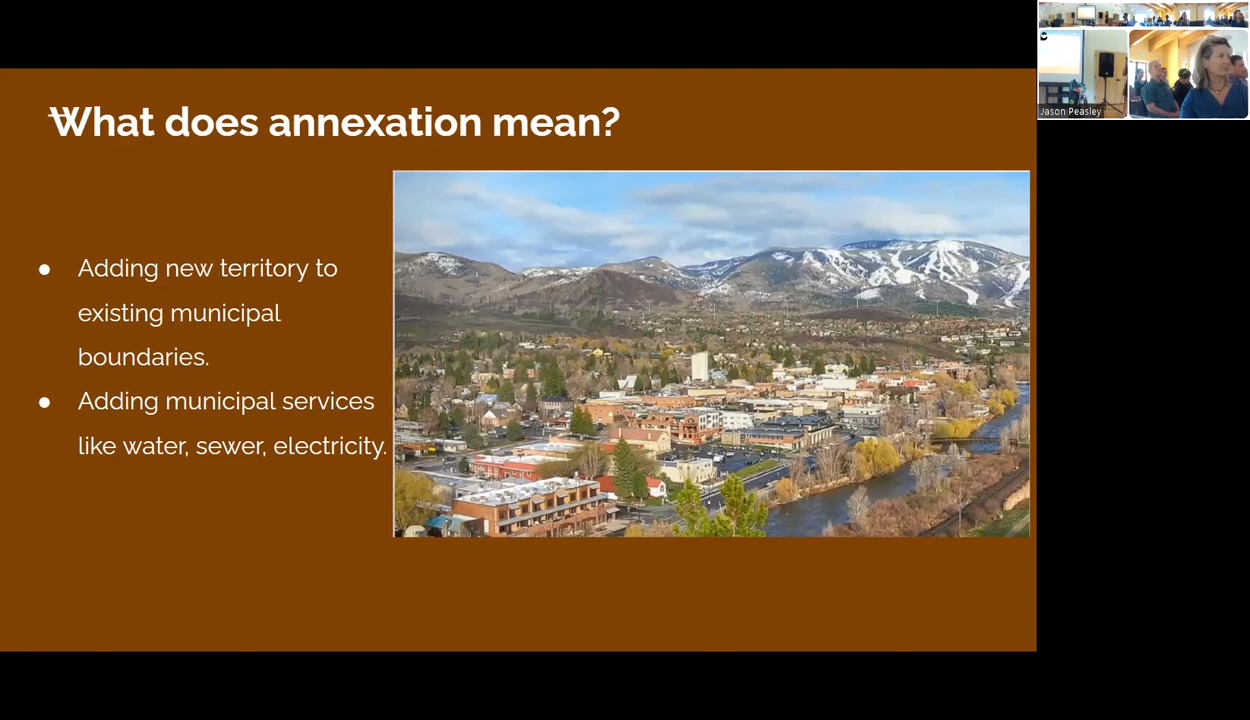 What does annexation mean?
● Adding new territory to
existing municipal
boundaries.
● Adding municipal services
like water, sewer, electricity.
Jason Peasley